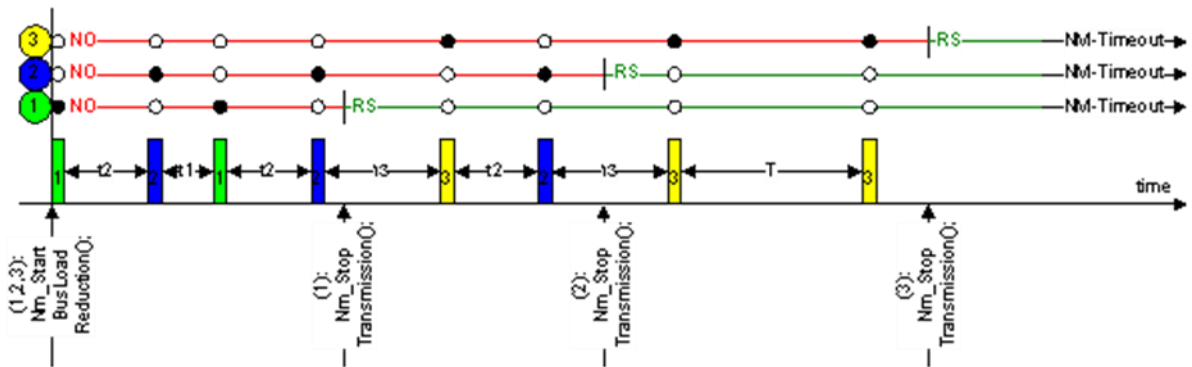 3 NO RS NM-Timeout
2 NO RS NM-Timeout
1 NO RS NM-Timeout
1 t2 2 t1 1 t2 2 t3 3 t2 2 t3 3 T 3
time
(1,2,3):
Nm_Start
BusLoad
Reduction();
(1):
Nm_Stop
Transmission();
(2):
Nm_Stop
Transmission();
(3):
Nm_Stop
Transmission();